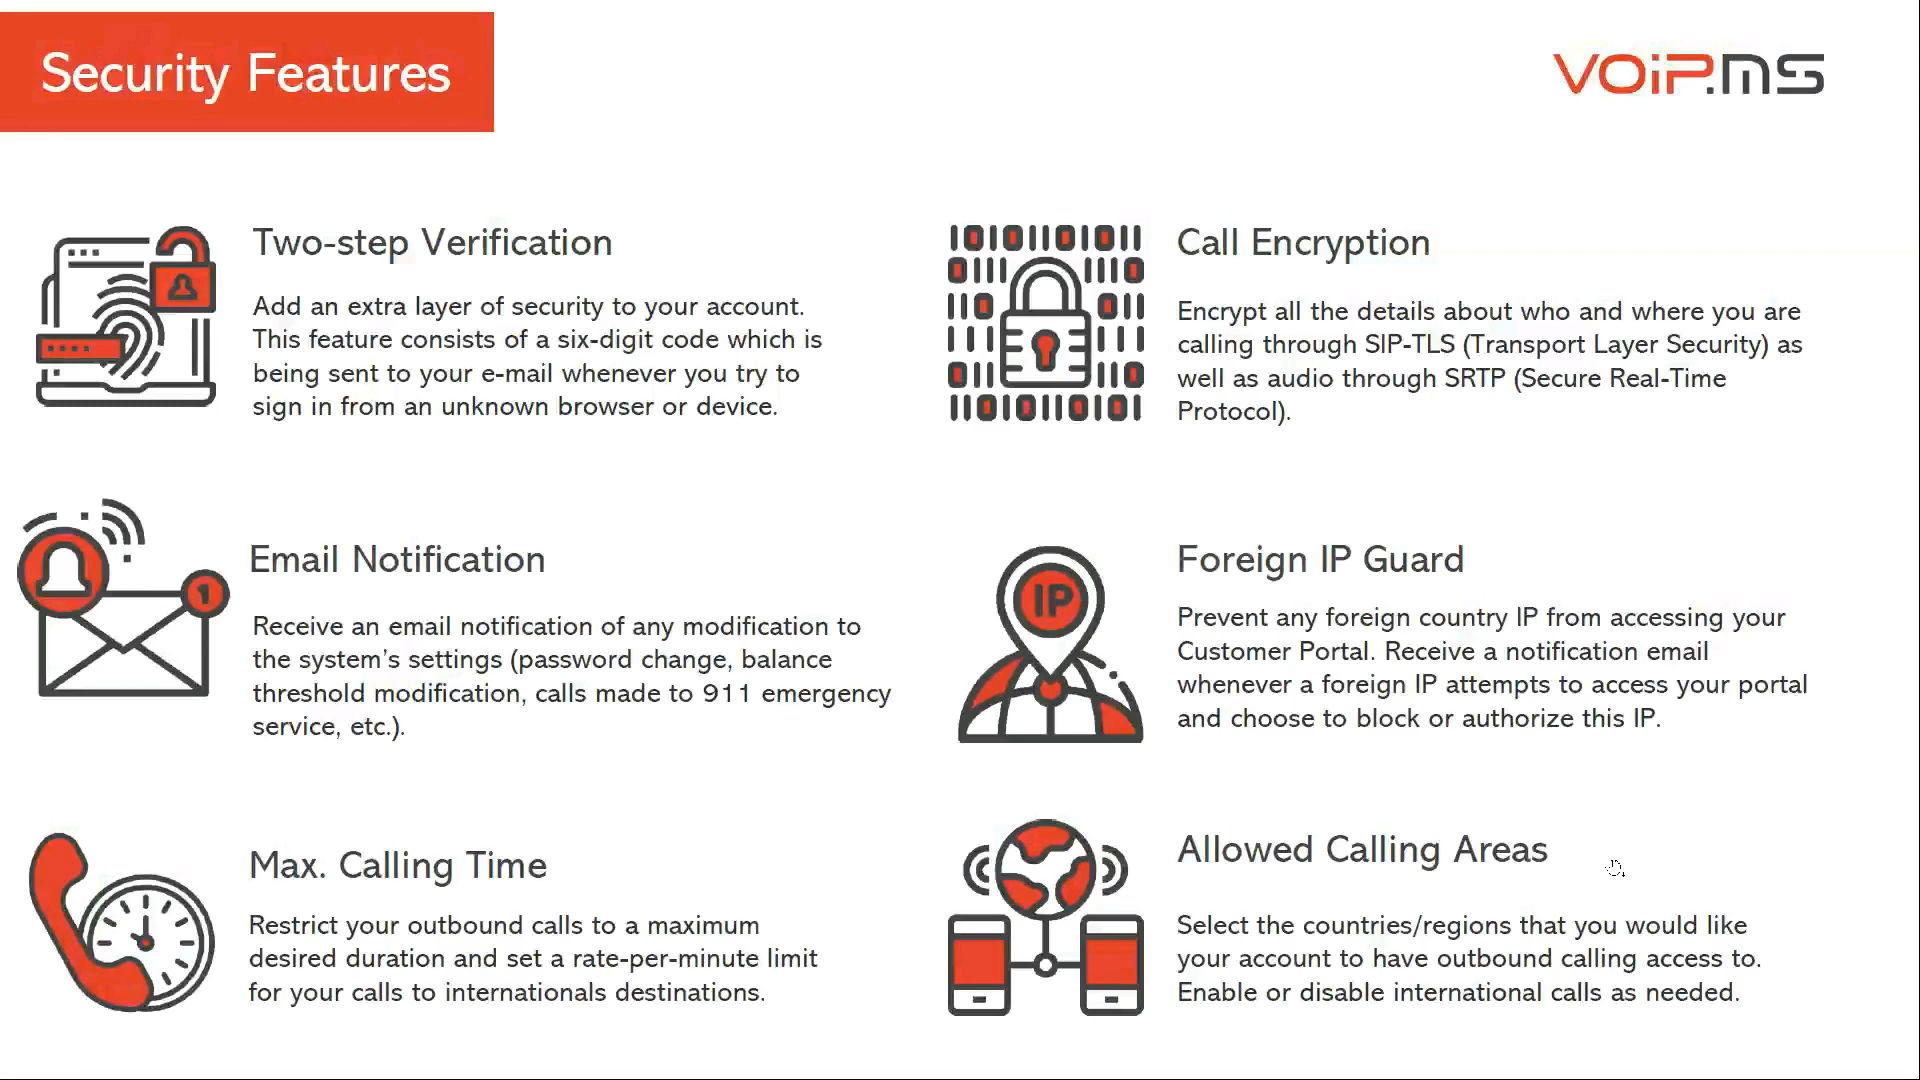 Security Features
VOIP.MS
Two-step Verification
Add an extra layer of security to your account.
This feature consists of a six-digit code which is
being sent to your e-mail whenever you try to
sign in from an unknown browser or device.
Call Encryption
Encrypt all the details about who and where you are
calling through SIP-TLS (Transport Layer Security) as
well as audio through SRTP (Secure Real-Time
Protocol).
1
Email Notification
Receive an email notification of any modification to
the system's settings (password change, balance
threshold modification, calls made to 911 emergency
service, etc.).
IP
Foreign IP Guard
Prevent any foreign country IP from accessing your
Customer Portal. Receive a notification email
whenever a foreign IP attempts to access your portal
and choose to block or authorize this IP.
Max. Calling Time
Restrict your outbound calls to a maximum
desired duration and set a rate-per-minute limit
for your calls to internationals destinations.
Allowed Calling Areas
Select the countries/regions that you would like
your account to have outbound calling access to.
Enable or disable international calls as needed.